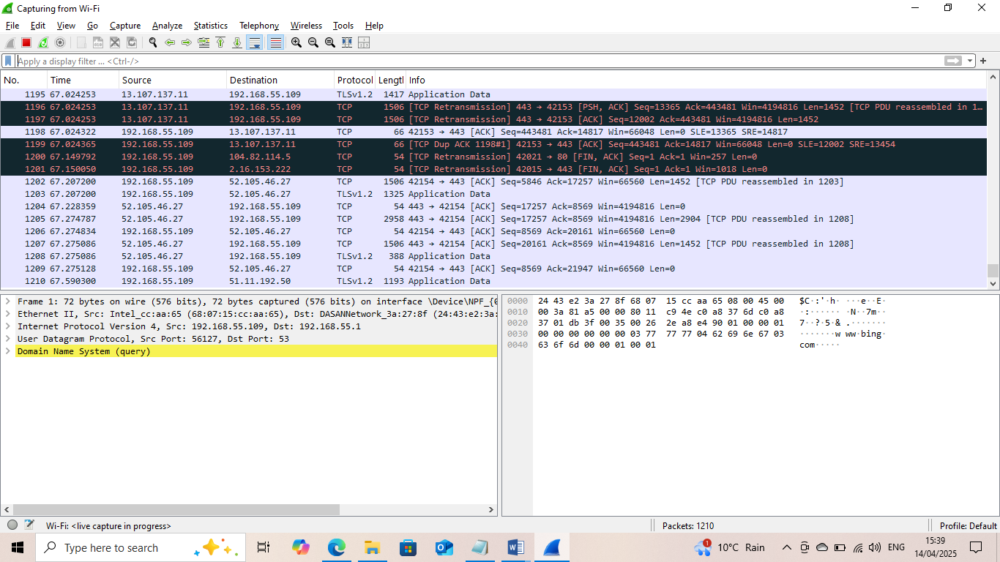 Capturing from Wi-Fi
File Edit View Go Capture Analyze Statistics Telephony Wireless Tools Help
Apply a display filter ... <Ctrl-/>
No. Time Source Destination Protocol Lengtl Info
1195 67.024253 13.107.137.11 192.168.55.109 TLSv1.2 1417 Application Data
1196 67.024253 13.107.137.11 192.168.55.109 TCP 1506 [TCP Retransmission] 443 → 42153 [PSH, ACK] Seq=13365 Ack=443481 Win=4194816 Len=1452 [TCP PDU reassembled in 1...
1197 67.024253 13.107.137.11 192.168.55.109 TCP 1506 [TCP Retransmission] 443 → 42153 [ACK] Seq=12002 Ack=443481 Win=4194816 Len=1452
1198 67.024322 192.168.55.109 13.107.137.11 TCP 66 42153 → 443 [ACK] Seq=443481 Ack=14817 Win=66048 Len=0 SLE=13365 SRE=14817
1199 67.024365 192.168.55.109 13.107.137.11 TCP 66 [TCP Dup ACK 1198#1] 42153 → 443 [ACK] Seq=443481 Ack=14817 Win=66048 Len=0 SLE=12002 SRE=13454
1200 67.149792 192.168.55.109 104.82.114.5 TCP 54 [TCP Retransmission] 42021 → 80 [FIN, ACK] Seq=1 Ack=1 Win=257 Len=0
1201 67.150050 192.168.55.109 2.16.153.222 TCP 54 [TCP Retransmission] 42015 → 443 [FIN, ACK] Seq=1 Ack=1 Win=1018 Len=0
1202 67.207200 192.168.55.109 52.105.46.27 TCP 1506 42154 → 443 [ACK] Seq=5846 Ack=17257 Win=66560 Len=1452 [TCP PDU reassembled in 1203]
1203 67.207200 192.168.55.109 52.105.46.27 TLSv1.2 1325 Application Data
1204 67.228359 52.105.46.27 192.168.55.109 TCP 54 443 → 42154 [ACK] Seq=17257 Ack=8569 Win=4194816 Len=0
1205 67.274787 52.105.46.27 192.168.55.109 TCP 2958 443 → 42154 [ACK] Seq=17257 Ack=8569 Win=4194816 Len=2904 [TCP PDU reassembled in 1208]
1206 67.274834 192.168.55.109 52.105.46.27 TCP 54 42154 → 443 [ACK] Seq=8569 Ack=20161 Win=66560 Len=0
1207 67.275086 52.105.46.27 192.168.55.109 TCP 1506 443 → 42154 [ACK] Seq=20161 Ack=8569 Win=4194816 Len=1452 [TCP PDU reassembled in 1208]
1208 67.275086 52.105.46.27 192.168.55.109 TLSv1.2 388 Application Data
1209 67.275128 192.168.55.109 52.105.46.27 TCP 54 42154 → 443 [ACK] Seq=8569 Ack=21947 Win=66560 Len=0
1210 67.590300 192.168.55.109 51.11.192.50 TLSv1.2 1193 Application Data
Frame 1: 72 bytes on wire (576 bits), 72 bytes captured (576 bits) on interface \Device\NPF_{
Ethernet II, Src: Intel_cc:aa:65 (68:07:15:cc:aa:65), Dst: DASANNetwork_3a:27:8f (24:43:e2:3a:
Internet Protocol Version 4, Src: 192.168.55.109, Dst: 192.168.55.1
User Datagram Protocol, Src Port: 56127, Dst Port: 53
Domain Name System (query)
0000 24 43 e2 3a 27 8f 68 07 15 cc aa 65 08 00 45 00 $C·:'·h· ···e··E·
0010 00 3a 81 a5 00 00 80 11 c9 4e c0 a8 37 6d c0 a8 ·:······ ·N··7m··
0020 37 01 db 3f 00 35 00 26 2e a8 e4 90 01 00 00 01 7··?·5·& .·······
0030 00 00 00 00 00 00 03 77 77 77 04 62 69 6e 67 03 ·······w ww·bing·
0040 63 6f 6d 00 00 01 00 01 com·····
Wi-Fi: <live capture in progress> Packets: 1210 Profile: Default
Type here to search
1
10°C Rain
ENG
15:39
14/04/2025